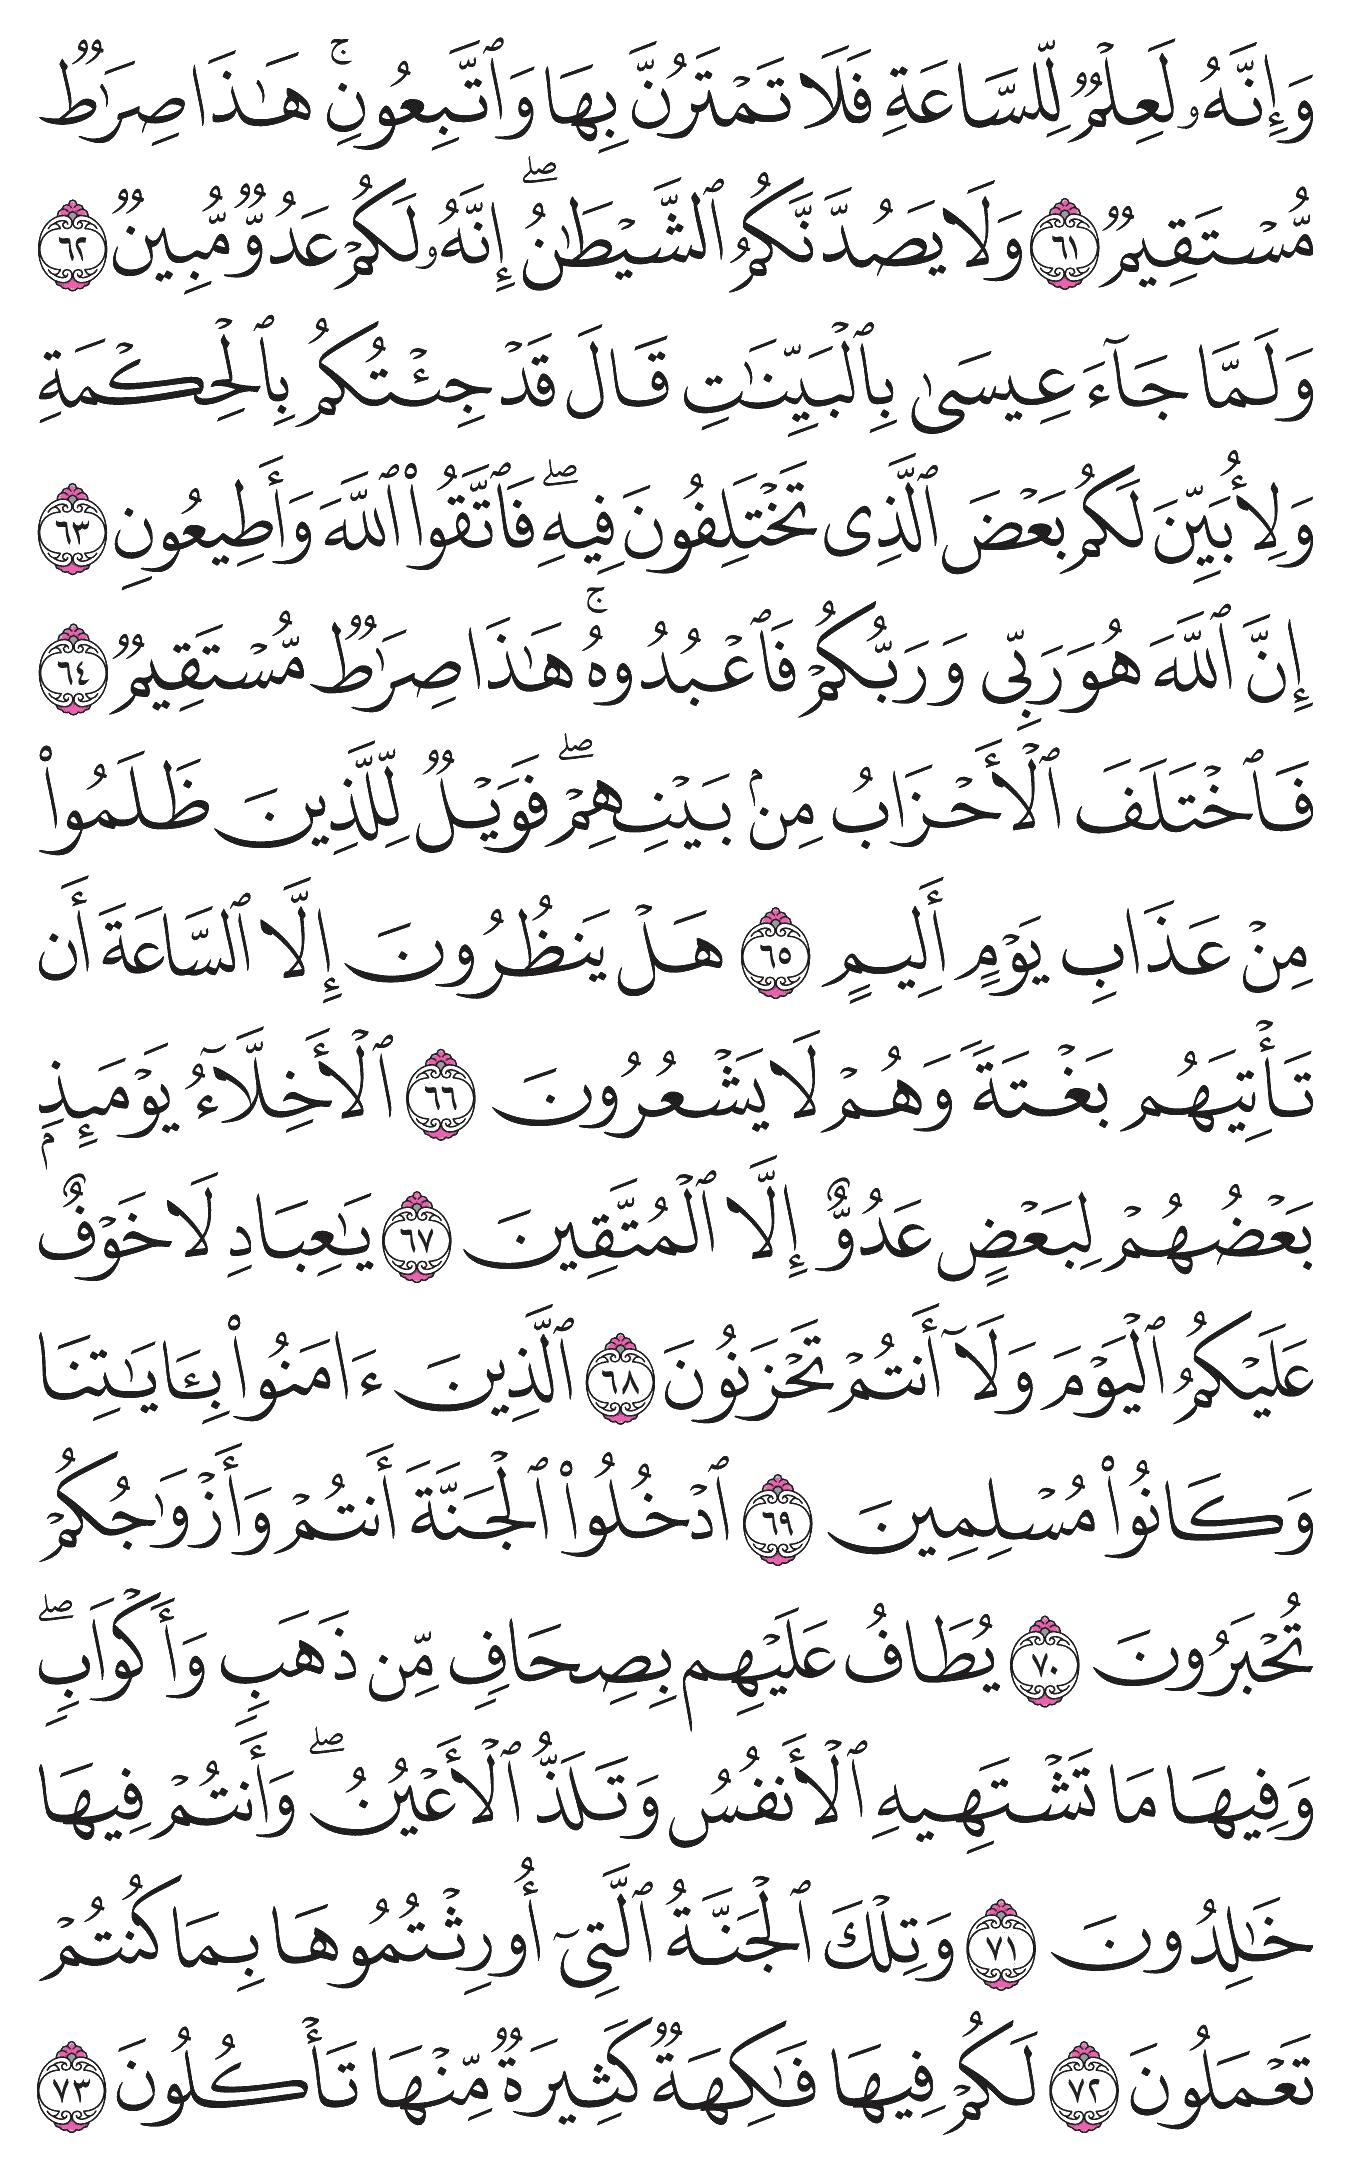 وَإِنَّهُۥ لَعِلۡمٞ لِّلسَّاعَةِ فَلَا تَمۡتَرُنَّ بِهَا وَٱتَّبِعُونِۚ هَٰذَا صِرَٰطٞ
مُّسۡتَقِيمٞ ٦١ وَلَا يَصُدَّنَّكُمُ ٱلشَّيۡطَٰنُۖ إِنَّهُۥ لَكُمۡ عَدُوّٞ مُّبِينٞ ٦٢
وَلَمَّا جَآءَ عِيسَىٰ بِٱلۡبَيِّنَٰتِ قَالَ قَدۡ جِئۡتُكُم بِٱلۡحِكۡمَةِ
وَلِأُبَيِّنَ لَكُم بَعۡضَ ٱلَّذِي تَخۡتَلِفُونَ فِيهِۖ فَٱتَّقُواْ ٱللَّهَ وَأَطِيعُونِ ٦٣
إِنَّ ٱللَّهَ هُوَ رَبِّي وَرَبُّكُمۡ فَٱعۡبُدُوهُۚ هَٰذَا صِرَٰطٞ مُّسۡتَقِيمٞ ٦٤
فَٱخۡتَلَفَ ٱلۡأَحۡزَابُ مِنۢ بَيۡنِهِمۡۖ فَوَيۡلٞ لِّلَّذِينَ ظَلَمُواْ
مِنۡ عَذَابِ يَوۡمٍ أَلِيمٍ ٦٥ هَلۡ يَنظُرُونَ إِلَّا ٱلسَّاعَةَ أَن
تَأۡتِيَهُم بَغۡتَةٗ وَهُمۡ لَا يَشۡعُرُونَ ٦٦ ٱلۡأَخِلَّآءُ يَوۡمَئِذِۭ
بَعۡضُهُمۡ لِبَعۡضٍ عَدُوٌّ إِلَّا ٱلۡمُتَّقِينَ ٦٧ يَٰعِبَادِ لَا خَوۡفٌ
عَلَيۡكُمُ ٱلۡيَوۡمَ وَلَآ أَنتُمۡ تَحۡزَنُونَ ٦٨ ٱلَّذِينَ ءَامَنُواْ بِـَٔايَٰتِنَا
وَكَانُواْ مُسۡلِمِينَ ٦٩ ٱدۡخُلُواْ ٱلۡجَنَّةَ أَنتُمۡ وَأَزۡوَٰجُكُمۡ
تُحۡبَرُونَ ٧٠ يُطَافُ عَلَيۡهِم بِصِحَافٖ مِّن ذَهَبٖ وَأَكۡوَابٖۖ
وَفِيهَا مَا تَشۡتَهِيهِ ٱلۡأَنفُسُ وَتَلَذُّ ٱلۡأَعۡيُنُۖ وَأَنتُمۡ فِيهَا
خَٰلِدُونَ ٧١ وَتِلۡكَ ٱلۡجَنَّةُ ٱلَّتِيٓ أُورِثۡتُمُوهَا بِمَا كُنتُمۡ
تَعۡمَلُونَ ٧٢ لَكُمۡ فِيهَا فَٰكِهَةٞ كَثِيرَةٞ مِّنۡهَا تَأۡكُلُونَ ٧٣